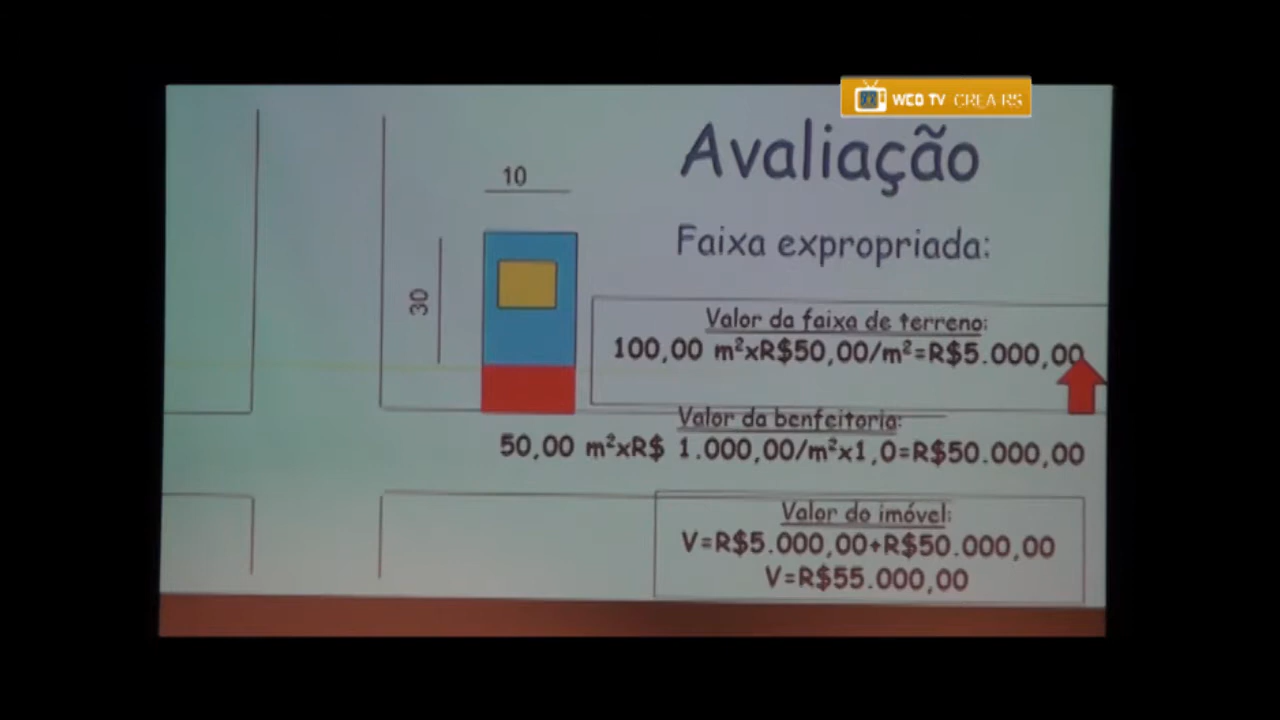 WEB TV CREA RS
Avaliação
10
Faixa expropriada:
30
Valor da faixa de terreno:
100,00 m²xR$50,00/m²=R$5.000,00
Valor da benfeitoria:
50,00 m²xR$ 1.000,00/m²x1,0=R$50.000,00
Valor do imóvel:
V=R$5.000,00+R$50.000,00
V=R$55.000,00